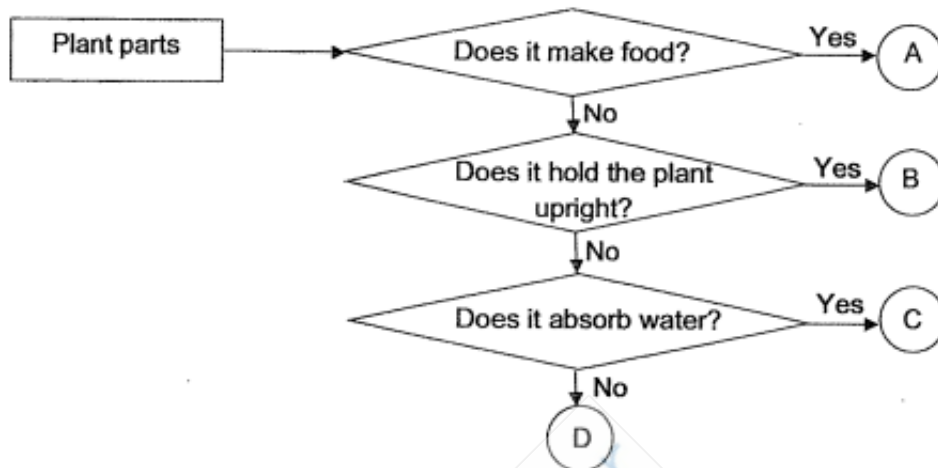 Plant parts
Does it make food?
Yes
A
No
Does it hold the plant
upright?
Yes
B
No
Does it absorb water?
Yes
C
No
D